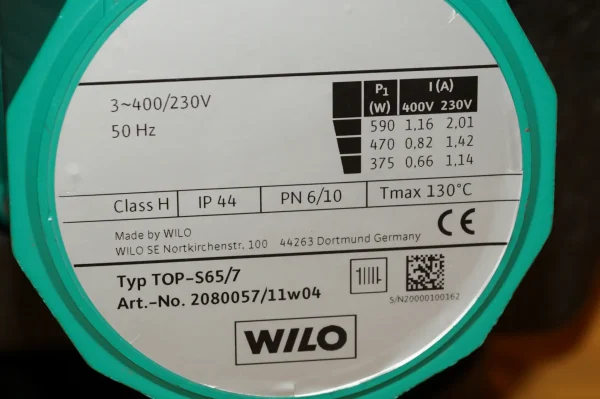 3~400/230V
50 Hz
P1 (W) I (A)
400V 230V
590 1,16 2,01
470 0,82 1,42
375 0,66 1,14
Class H IP 44 PN 6/10 Tmax 130°C
Made by WILO
WILO SE Nortkirchenstr. 100 44263 Dortmund Germany
CE
Typ TOP-S65/7
Art.-No. 2080057/11w04
S/N20000100162
WILO